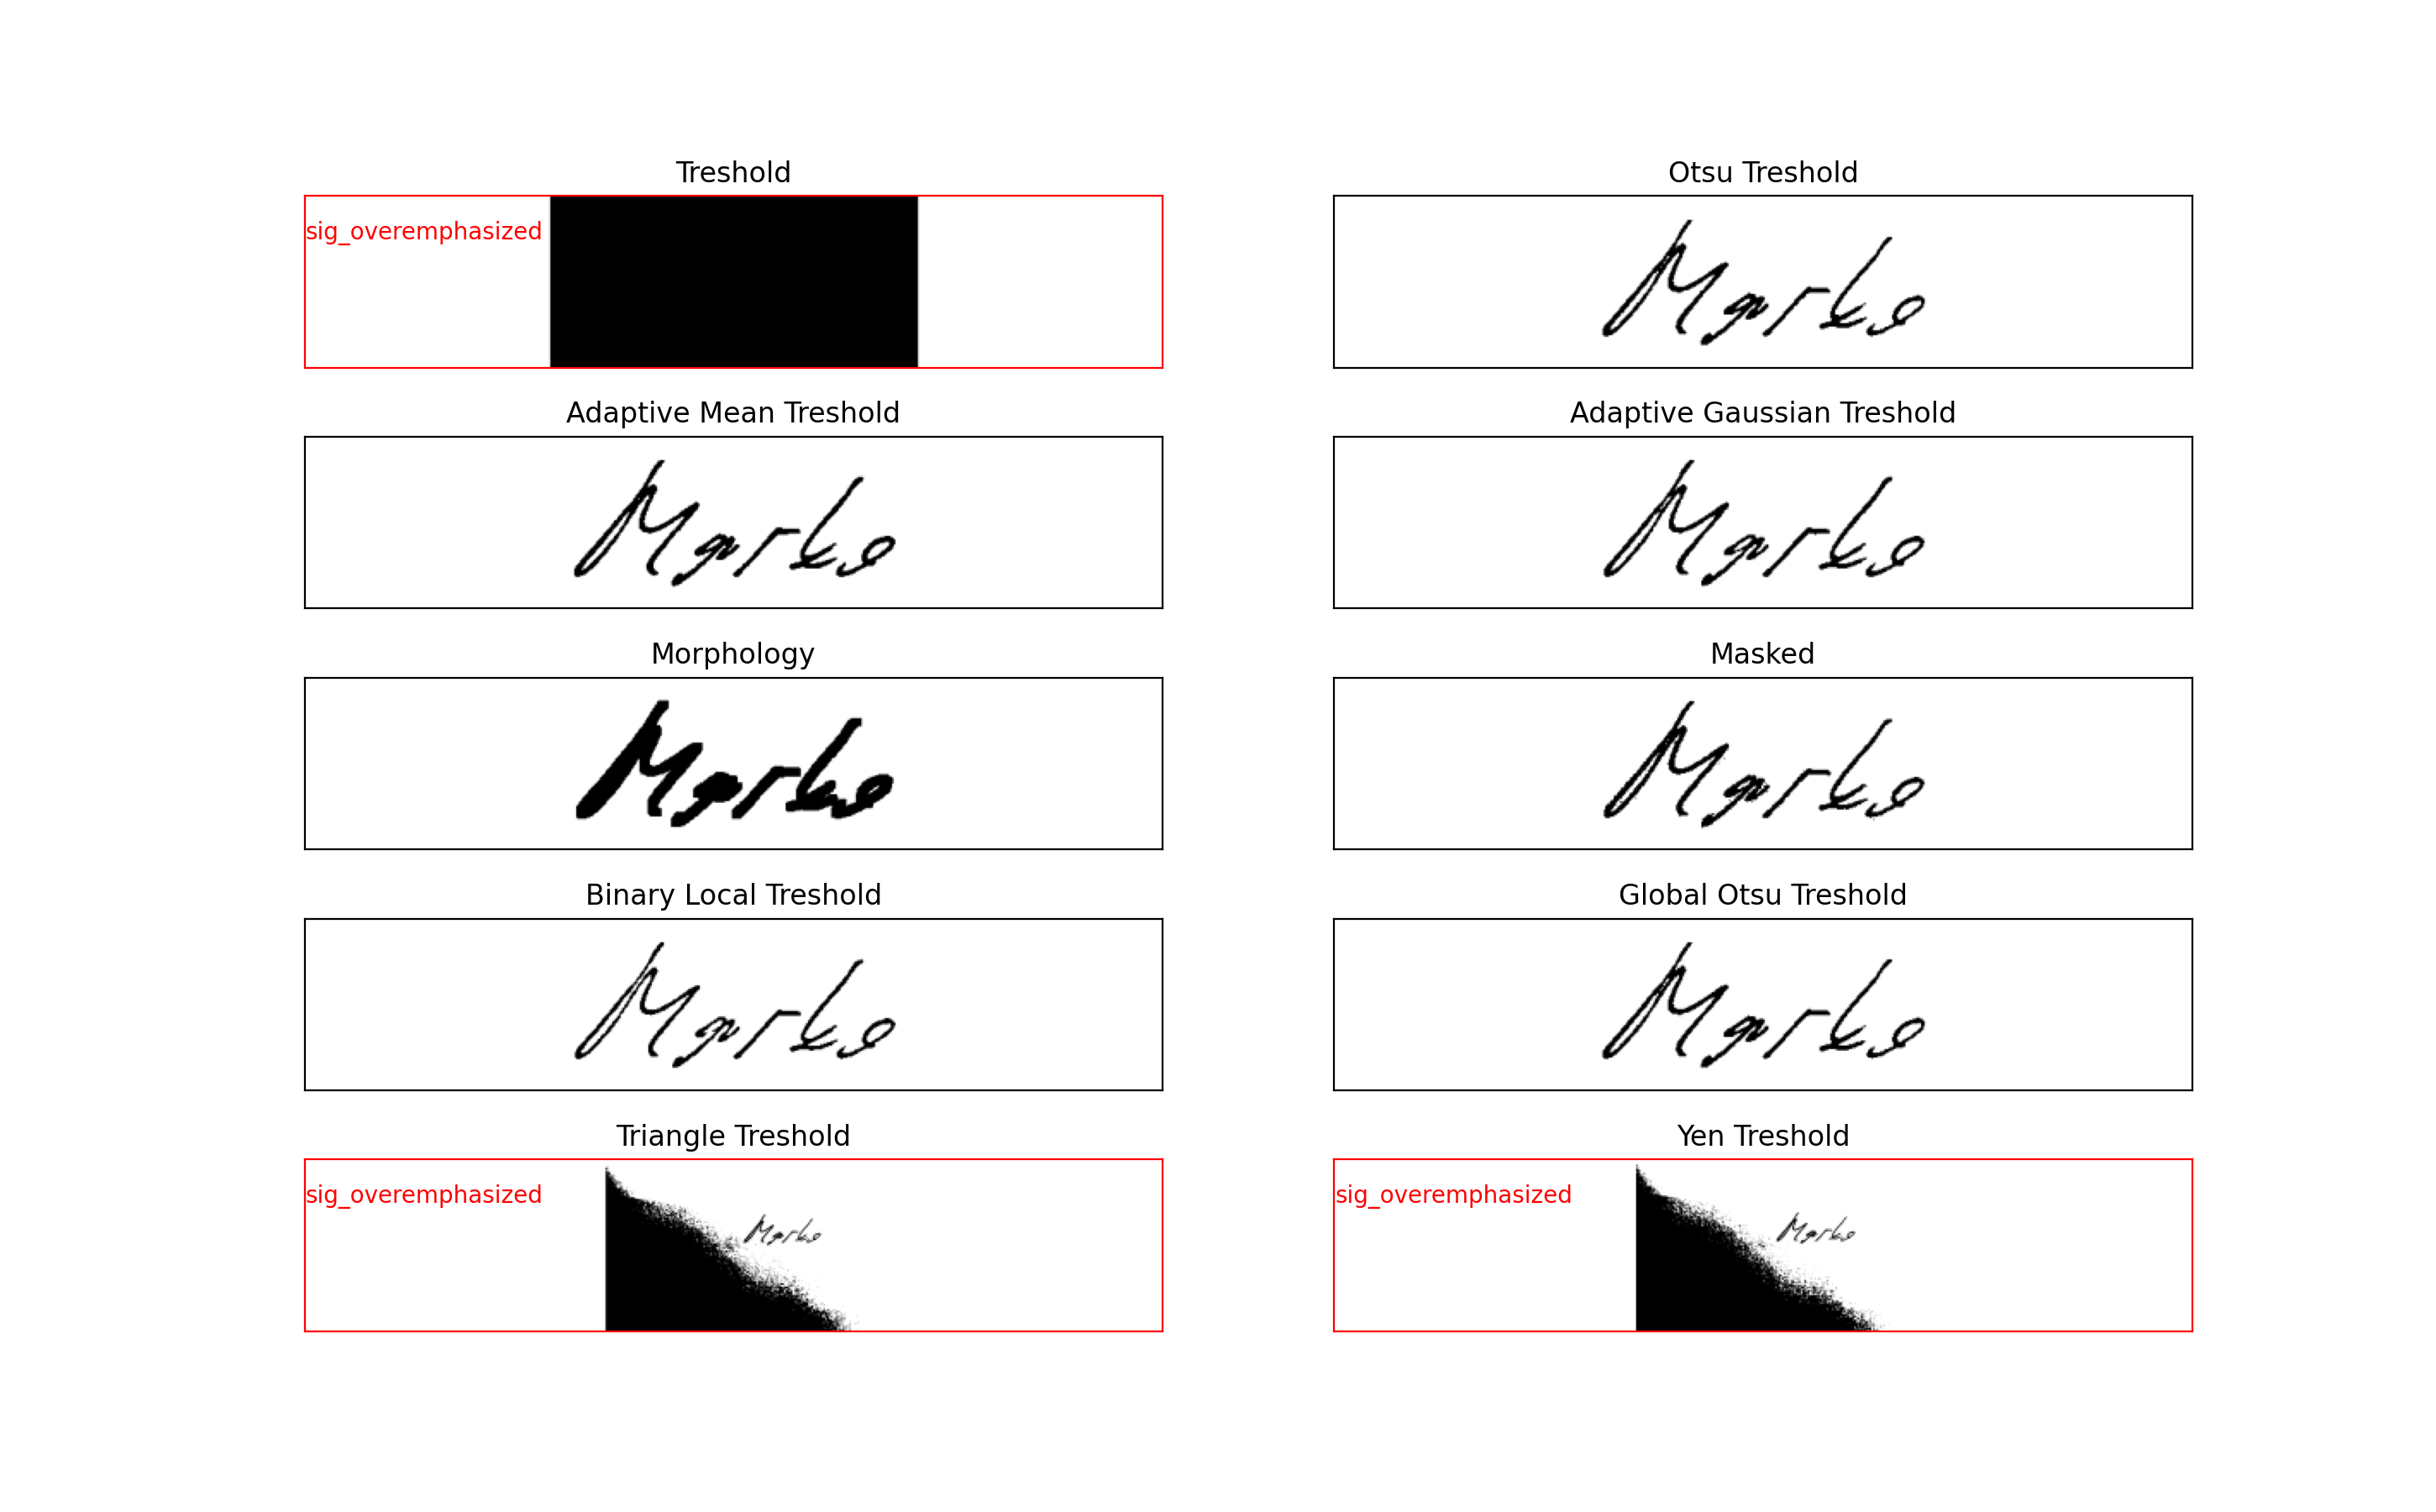 Treshold
sig_overemphasized
Otsu Treshold
Marko
Adaptive Mean Treshold
Marko
Adaptive Gaussian Treshold
Marko
Morphology
Marko
Masked
Marko
Binary Local Treshold
Marko
Global Otsu Treshold
Marko
Triangle Treshold
sig_overemphasized
Marko
Yen Treshold
sig_overemphasized
Marko